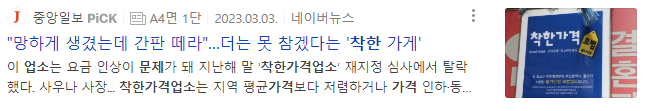 J 중앙일보 PiCK A4면 1단 2023.03.03. 네이버뉴스
"망하게 생겼는데 간판 떼라"...더는 못 참겠다는 '착한 가게'
이 업소는 요금 인상이 문제가 돼 지난해 말 '착한가격업소' 재지정 심사에서 탈락
했다. 사우나 사장... 착한가격업소는 지역 평균가격보다 저렴하거나 가격 인하·동...
착한가격
결
혼